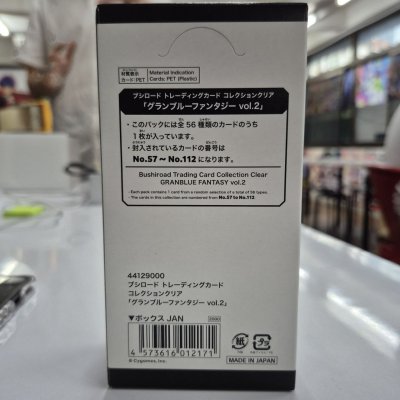 材質表示
カード:PET
Material Indication
Cards: PET (Plastic)
ブシロード トレーディングカード コレクションクリア
「グランブルーファンタジー vol.2」
・このパックには全56種類のカードのうち
1枚が入っています。
・封入されているカードの番号は
No.57～No.112になります。
Bushiroad Trading Card Collection Clear
GRANBLUE FANTASY vol.2
・Each pack contains 1 card from a random selection of a total of 56 types.
・The cards in this collection are numbered from No.57 to No.112.
44129000
ブシロード トレーディングカード
コレクションクリア
「グランブルーファンタジー vol.2」
▼ボックス JAN
4 573616 012171
© Cygames, Inc.
紙
プラ
MADE IN JAPAN